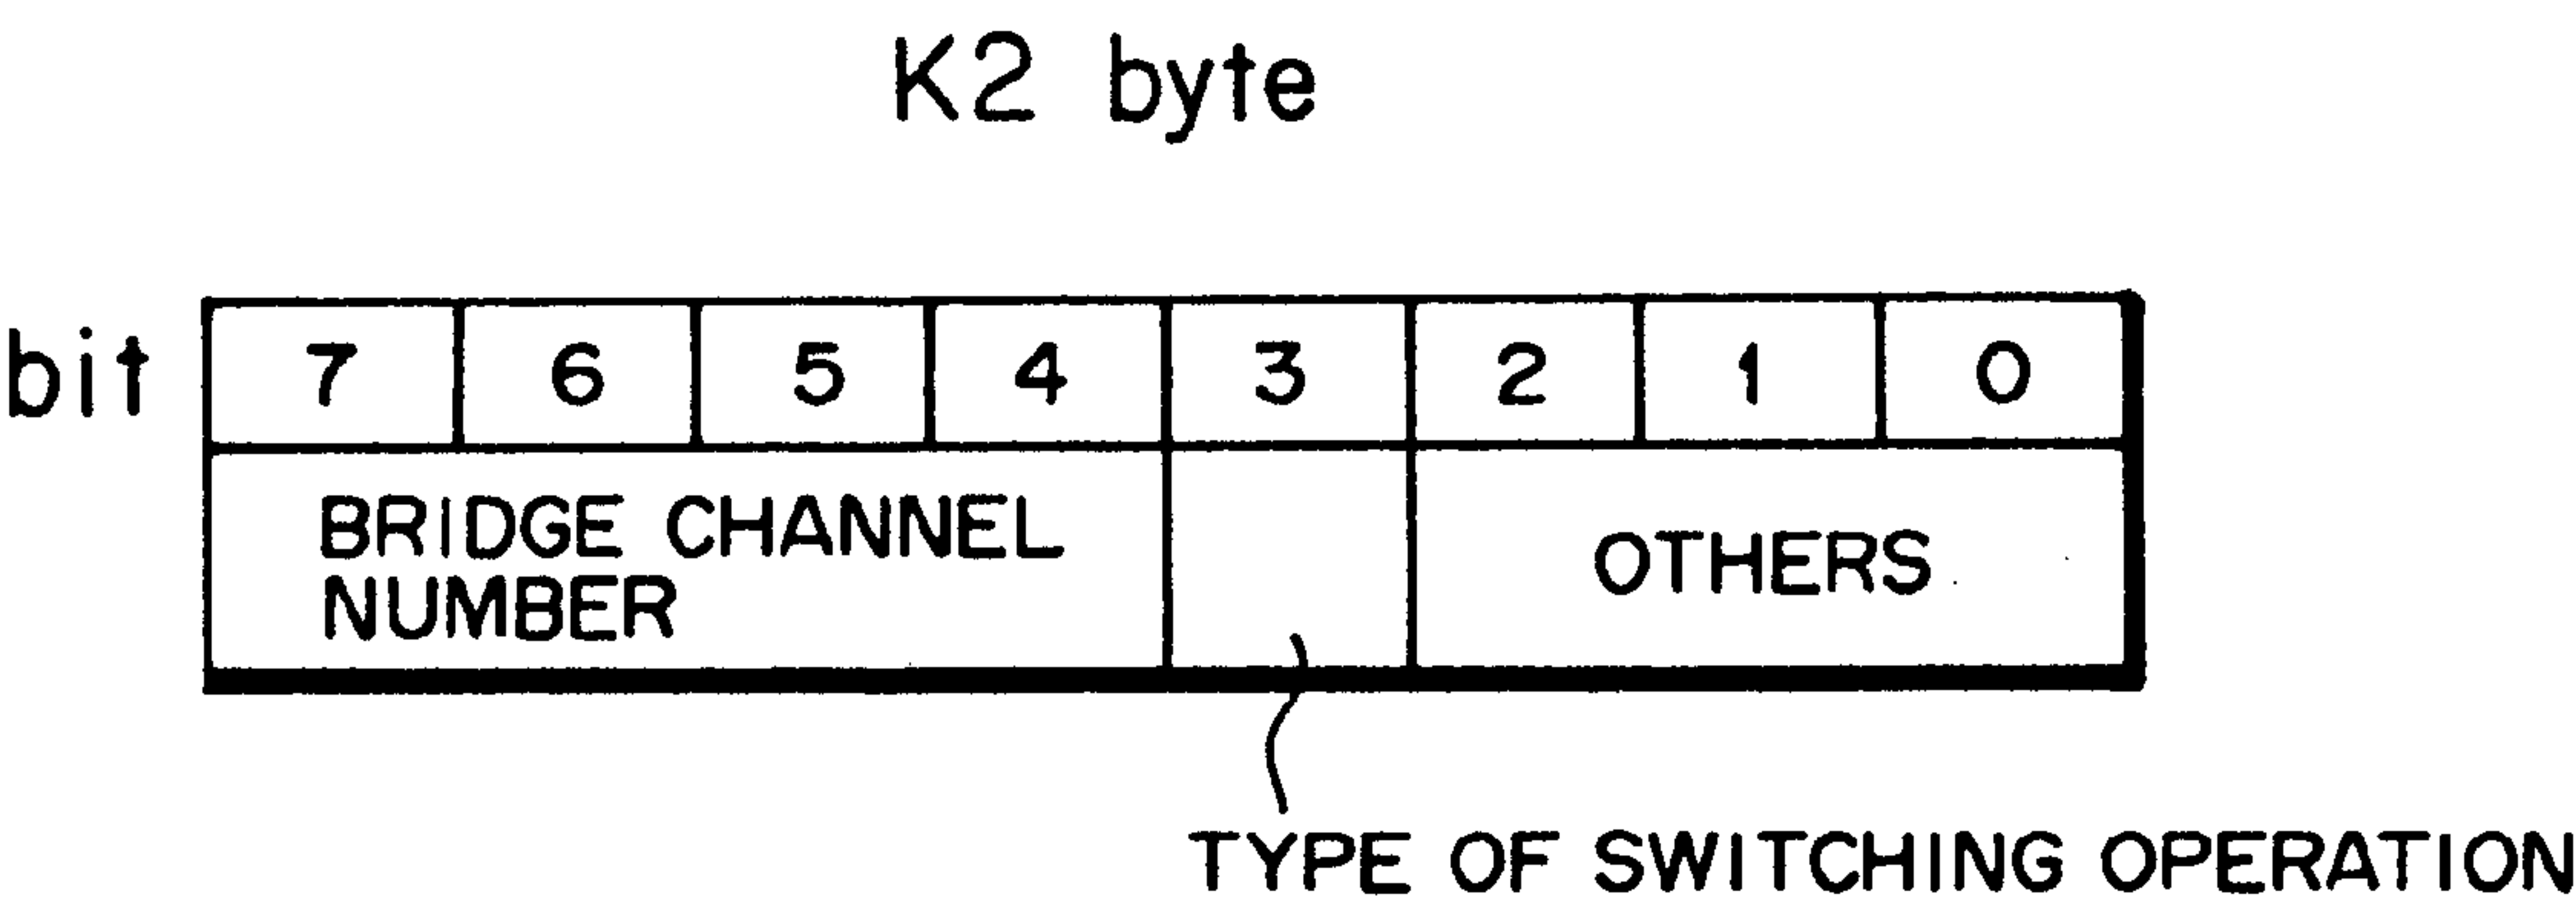 K2 byte
bit 7 6 5 4 3 2 1 0
BRIDGE CHANNEL
NUMBER
OTHERS
TYPE OF SWITCHING OPERATION